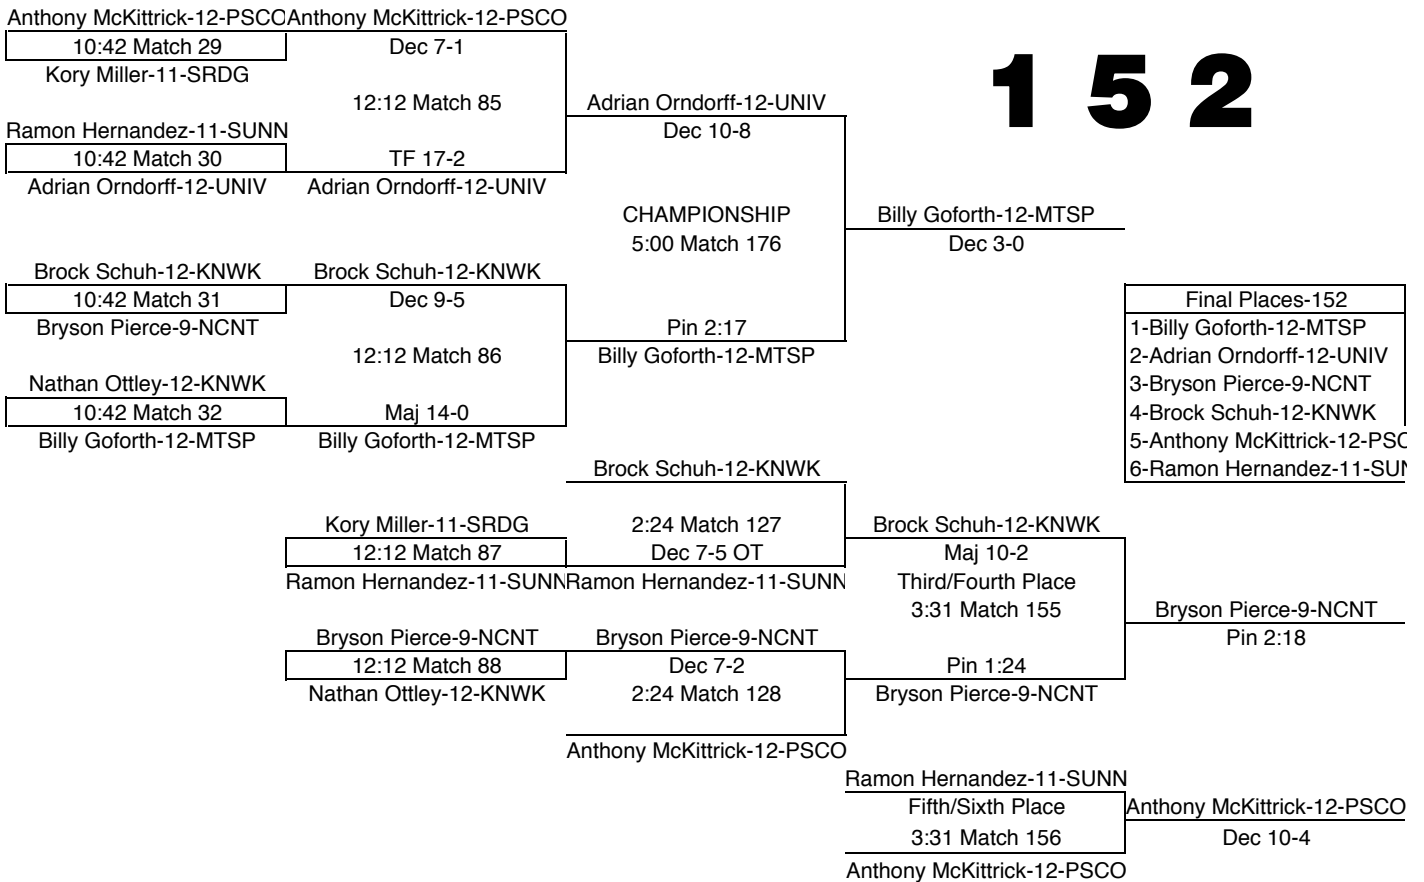 Anthony McKittrick-12-PSCO Anthony McKittrick-12-PSCO
10:42 Match 29 Dec 7-1
Kory Miller-11-SRDG
1 5 2
12:12 Match 85 Adrian Orndorff-12-UNIV
Ramon Hernandez-11-SUNN Dec 10-8
10:42 Match 30 TF 17-2
Adrian Orndorff-12-UNIV Adrian Orndorff-12-UNIV
CHAMPIONSHIP Billy Goforth-12-MTSP
5:00 Match 176 Dec 3-0
Brock Schuh-12-KNWK Brock Schuh-12-KNWK
10:42 Match 31 Dec 9-5 Final Places-152
Bryson Pierce-9-NCNT Pin 2:17 1-Billy Goforth-12-MTSP
12:12 Match 86 Billy Goforth-12-MTSP 2-Adrian Orndorff-12-UNIV
Nathan Ottley-12-KNWK 3-Bryson Pierce-9-NCNT
10:42 Match 32 Maj 14-0 4-Brock Schuh-12-KNWK
Billy Goforth-12-MTSP Billy Goforth-12-MTSP 5-Anthony McKittrick-12-PSC
Brock Schuh-12-KNWK 6-Ramon Hernandez-11-SUN
Kory Miller-11-SRDG 2:24 Match 127 Brock Schuh-12-KNWK
12:12 Match 87 Dec 7-5 OT Maj 10-2
Ramon Hernandez-11-SUNN Ramon Hernandez-11-SUNN Third/Fourth Place
3:31 Match 155 Bryson Pierce-9-NCNT
Bryson Pierce-9-NCNT Bryson Pierce-9-NCNT Pin 2:18
12:12 Match 88 Dec 7-2 Pin 1:24
Nathan Ottley-12-KNWK 2:24 Match 128 Bryson Pierce-9-NCNT
Anthony McKittrick-12-PSCO
Ramon Hernandez-11-SUNN
Fifth/Sixth Place Anthony McKittrick-12-PSCO
3:31 Match 156 Dec 10-4
Anthony McKittrick-12-PSCO